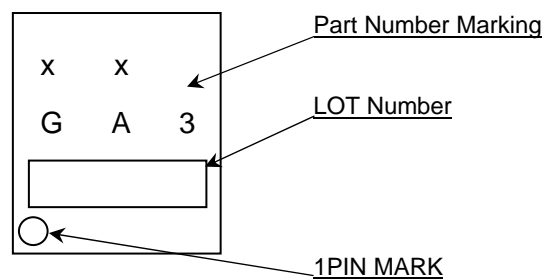 Part Number Marking
x x
G A 3
LOT Number
1PIN MARK